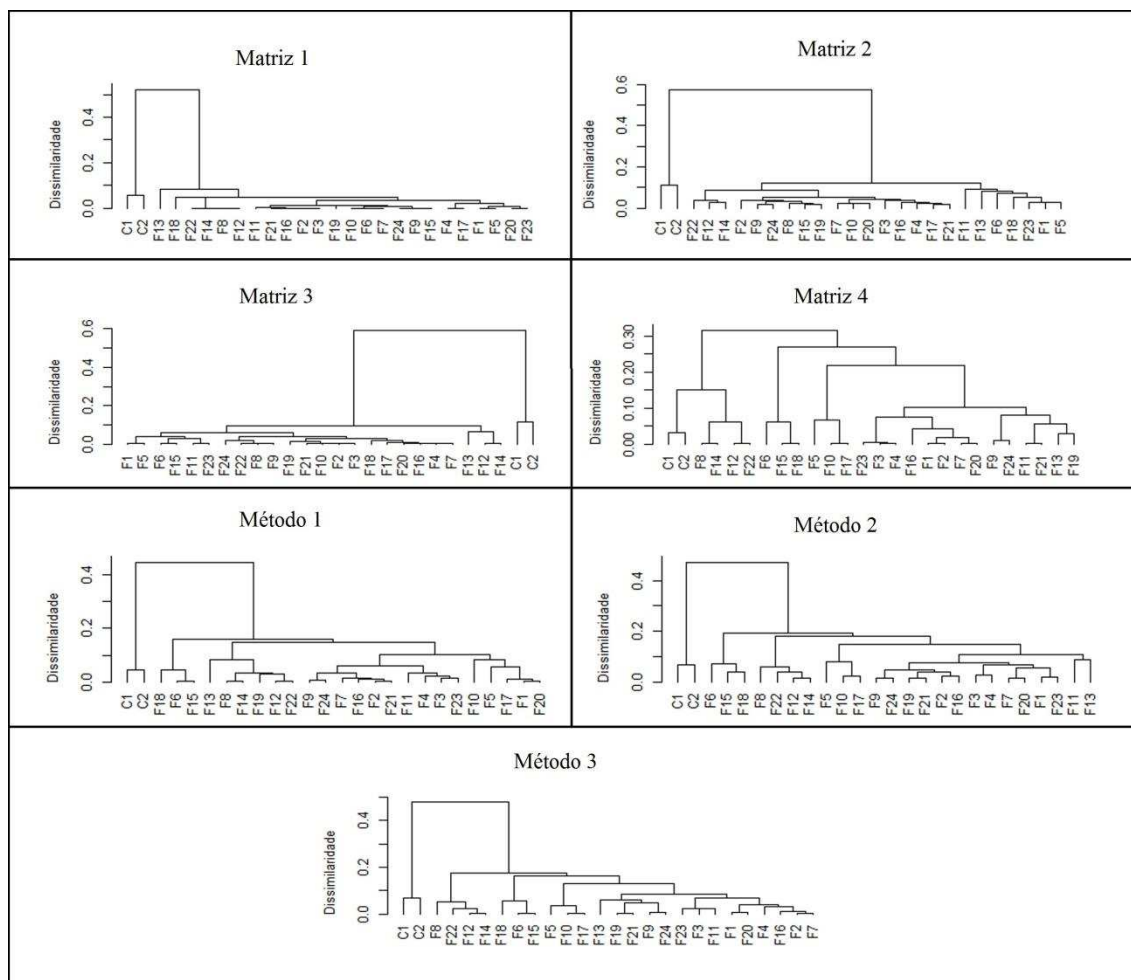 Matriz 1
Dissimilaridade
0.0 0.2 0.4
C1 C2 F13 F18 F22 F14 F8 F12 F11 F21 F16 F2 F3 F19 F10 F6 F7 F24 F9 F15 F4 F17 F1 F5 F20 F23
Matriz 2
Dissimilaridade
0.0 0.2 0.4 0.6
C1 C2 F22 F12 F14 F2 F9 F24 F8 F15 F19 F7 F10 F20 F3 F16 F4 F17 F21 F11 F13 F6 F18 F23 F1 F5
Matriz 3
Dissimilaridade
0.0 0.2 0.4 0.6
F1 F5 F6 F15 F11 F23 F24 F22 F8 F9 F19 F21 F10 F2 F3 F18 F17 F20 F16 F4 F7 F13 F12 F14 C1 C2
Matriz 4
Dissimilaridade
0.00 0.10 0.20 0.30
C1 C2 F8 F14 F12 F22 F6 F15 F18 F5 F10 F17 F23 F3 F4 F16 F1 F2 F7 F20 F9 F24 F11 F21 F13 F19
Método 1
Dissimilaridade
0.0 0.2 0.4
C1 C2 F18 F6 F15 F13 F8 F14 F19 F12 F22 F9 F24 F7 F16 F2 F21 F11 F4 F3 F23 F10 F5 F17 F1 F20
Método 2
Dissimilaridade
0.0 0.2 0.4
C1 C2 F6 F15 F18 F8 F22 F12 F14 F5 F10 F17 F9 F24 F19 F21 F2 F16 F3 F4 F7 F20 F1 F23 F11 F13
Método 3
Dissimilaridade
0.0 0.2 0.4
C1 C2 F8 F22 F12 F14 F18 F6 F15 F5 F10 F17 F13 F19 F21 F9 F24 F23 F3 F11 F1 F20 F4 F16 F2 F7